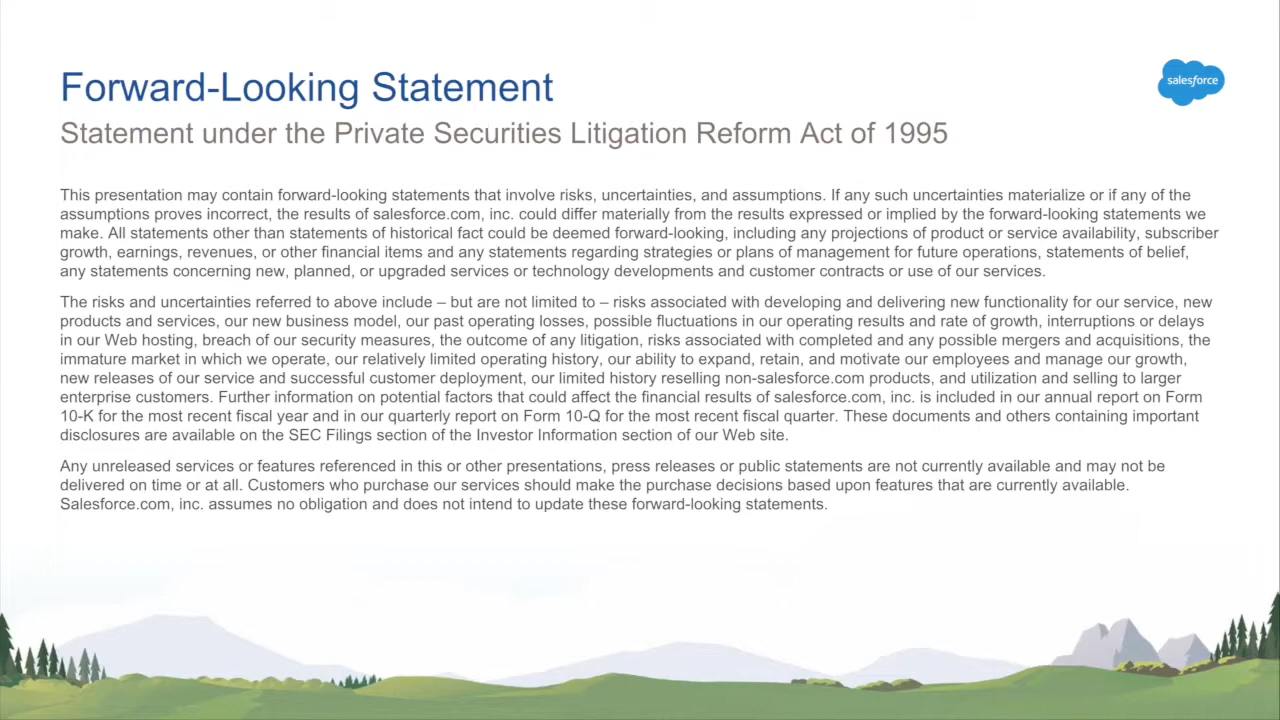 Forward-Looking Statement
salesforce
Statement under the Private Securities Litigation Reform Act of 1995
This presentation may contain forward-looking statements that involve risks, uncertainties, and assumptions. If any such uncertainties materialize or if any of the
assumptions proves incorrect, the results of salesforce.com, inc. could differ materially from the results expressed or implied by the forward-looking statements we
make. All statements other than statements of historical fact could be deemed forward-looking, including any projections of product or service availability, subscriber
growth, earnings, revenues, or other financial items and any statements regarding strategies or plans of management for future operations, statements of belief,
any statements concerning new, planned, or upgraded services or technology developments and customer contracts or use of our services.
The risks and uncertainties referred to above include – but are not limited to – risks associated with developing and delivering new functionality for our service, new
products and services, our new business model, our past operating losses, possible fluctuations in our operating results and rate of growth, interruptions or delays
in our Web hosting, breach of our security measures, the outcome of any litigation, risks associated with completed and any possible mergers and acquisitions, the
immature market in which we operate, our relatively limited operating history, our ability to expand, retain, and motivate our employees and manage our growth,
new releases of our service and successful customer deployment, our limited history reselling non-salesforce.com products, and utilization and selling to larger
enterprise customers. Further information on potential factors that could affect the financial results of salesforce.com, inc. is included in our annual report on Form
10-K for the most recent fiscal year and in our quarterly report on Form 10-Q for the most recent fiscal quarter. These documents and others containing important
disclosures are available on the SEC Filings section of the Investor Information section of our Web site.
Any unreleased services or features referenced in this or other presentations, press releases or public statements are not currently available and may not be
delivered on time or at all. Customers who purchase our services should make the purchase decisions based upon features that are currently available.
Salesforce.com, inc. assumes no obligation and does not intend to update these forward-looking statements.